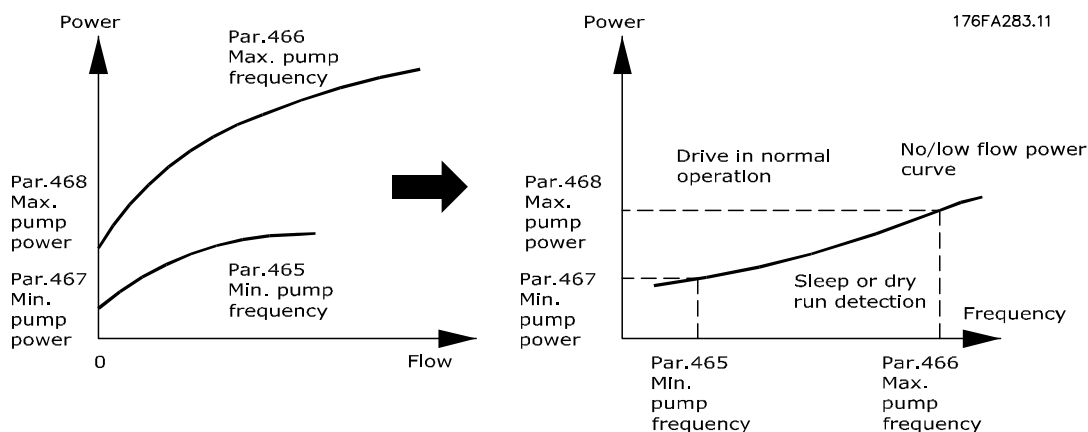 Power
Par.466
Max. pump
frequency
Par.468
Max.
pump
power
Par.467
Min.
pump
power
Par.465
Min. pump
frequency
0
Flow
Power
176FA283.11
Drive in normal
operation
No/low flow power
curve
Par.468
Max.
pump
power
Par.467
Min.
pump
power
Sleep or dry
run detection
Frequency
Par.465
Min.
pump
frequency
Par.466
Max.
pump
frequency